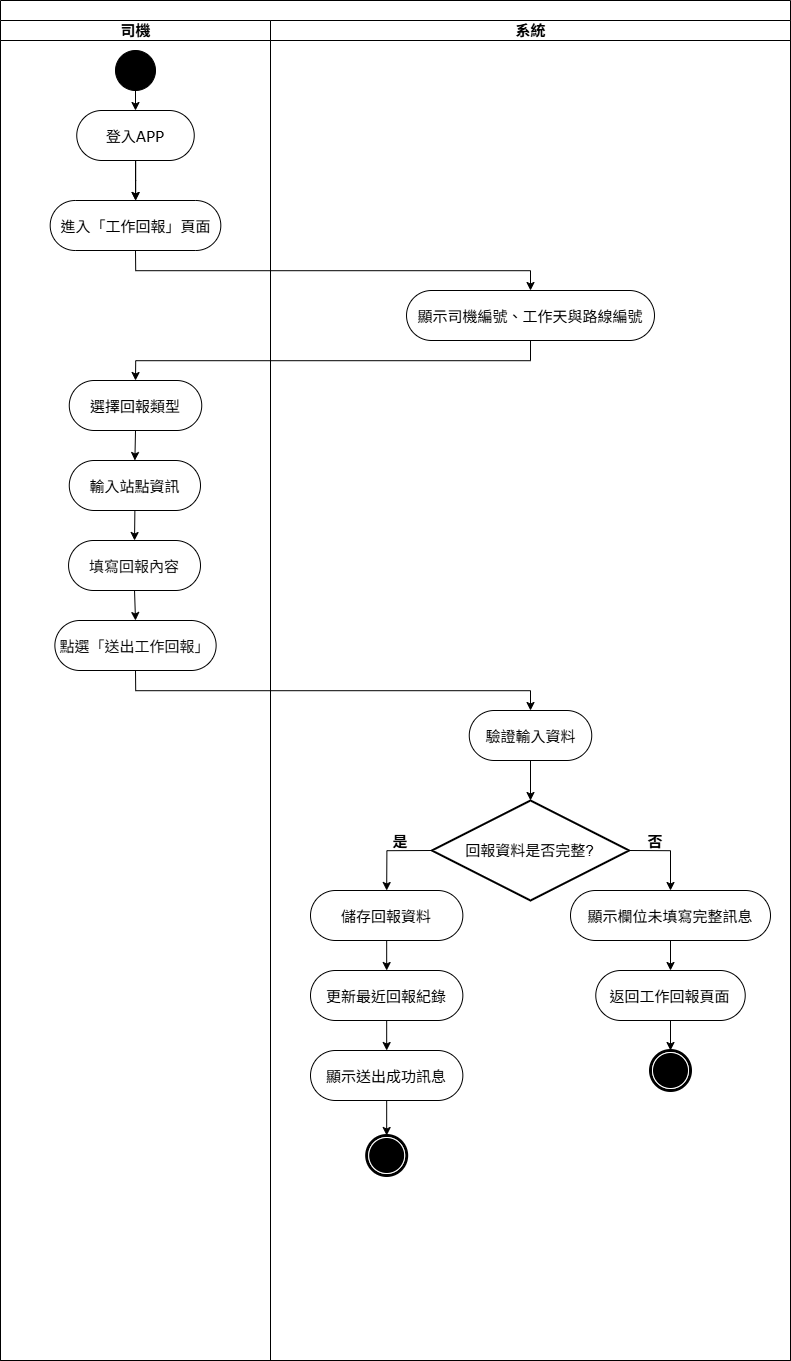 司機
系統
登入APP
進入「工作回報」頁面
顯示司機編號、工作天與路線編號
選擇回報類型
輸入站點資訊
填寫回報內容
點選「送出工作回報」
驗證輸入資料
回報資料是否完整?
是
否
儲存回報資料
顯示欄位未填寫完整訊息
更新最近回報紀錄
返回工作回報頁面
顯示送出成功訊息